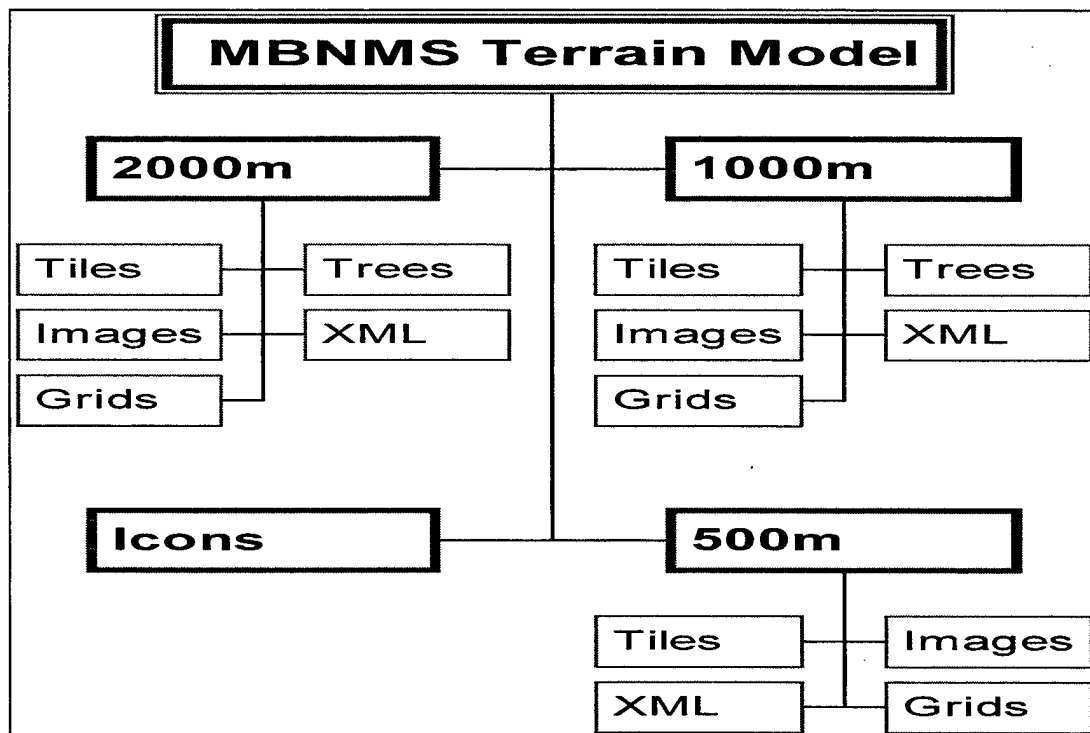 MBNMS Terrain Model
2000m
1000m
Tiles
Trees
Images
XML
Grids
Tiles
Trees
Images
XML
Grids
Icons
500m
Tiles
Images
XML
Grids